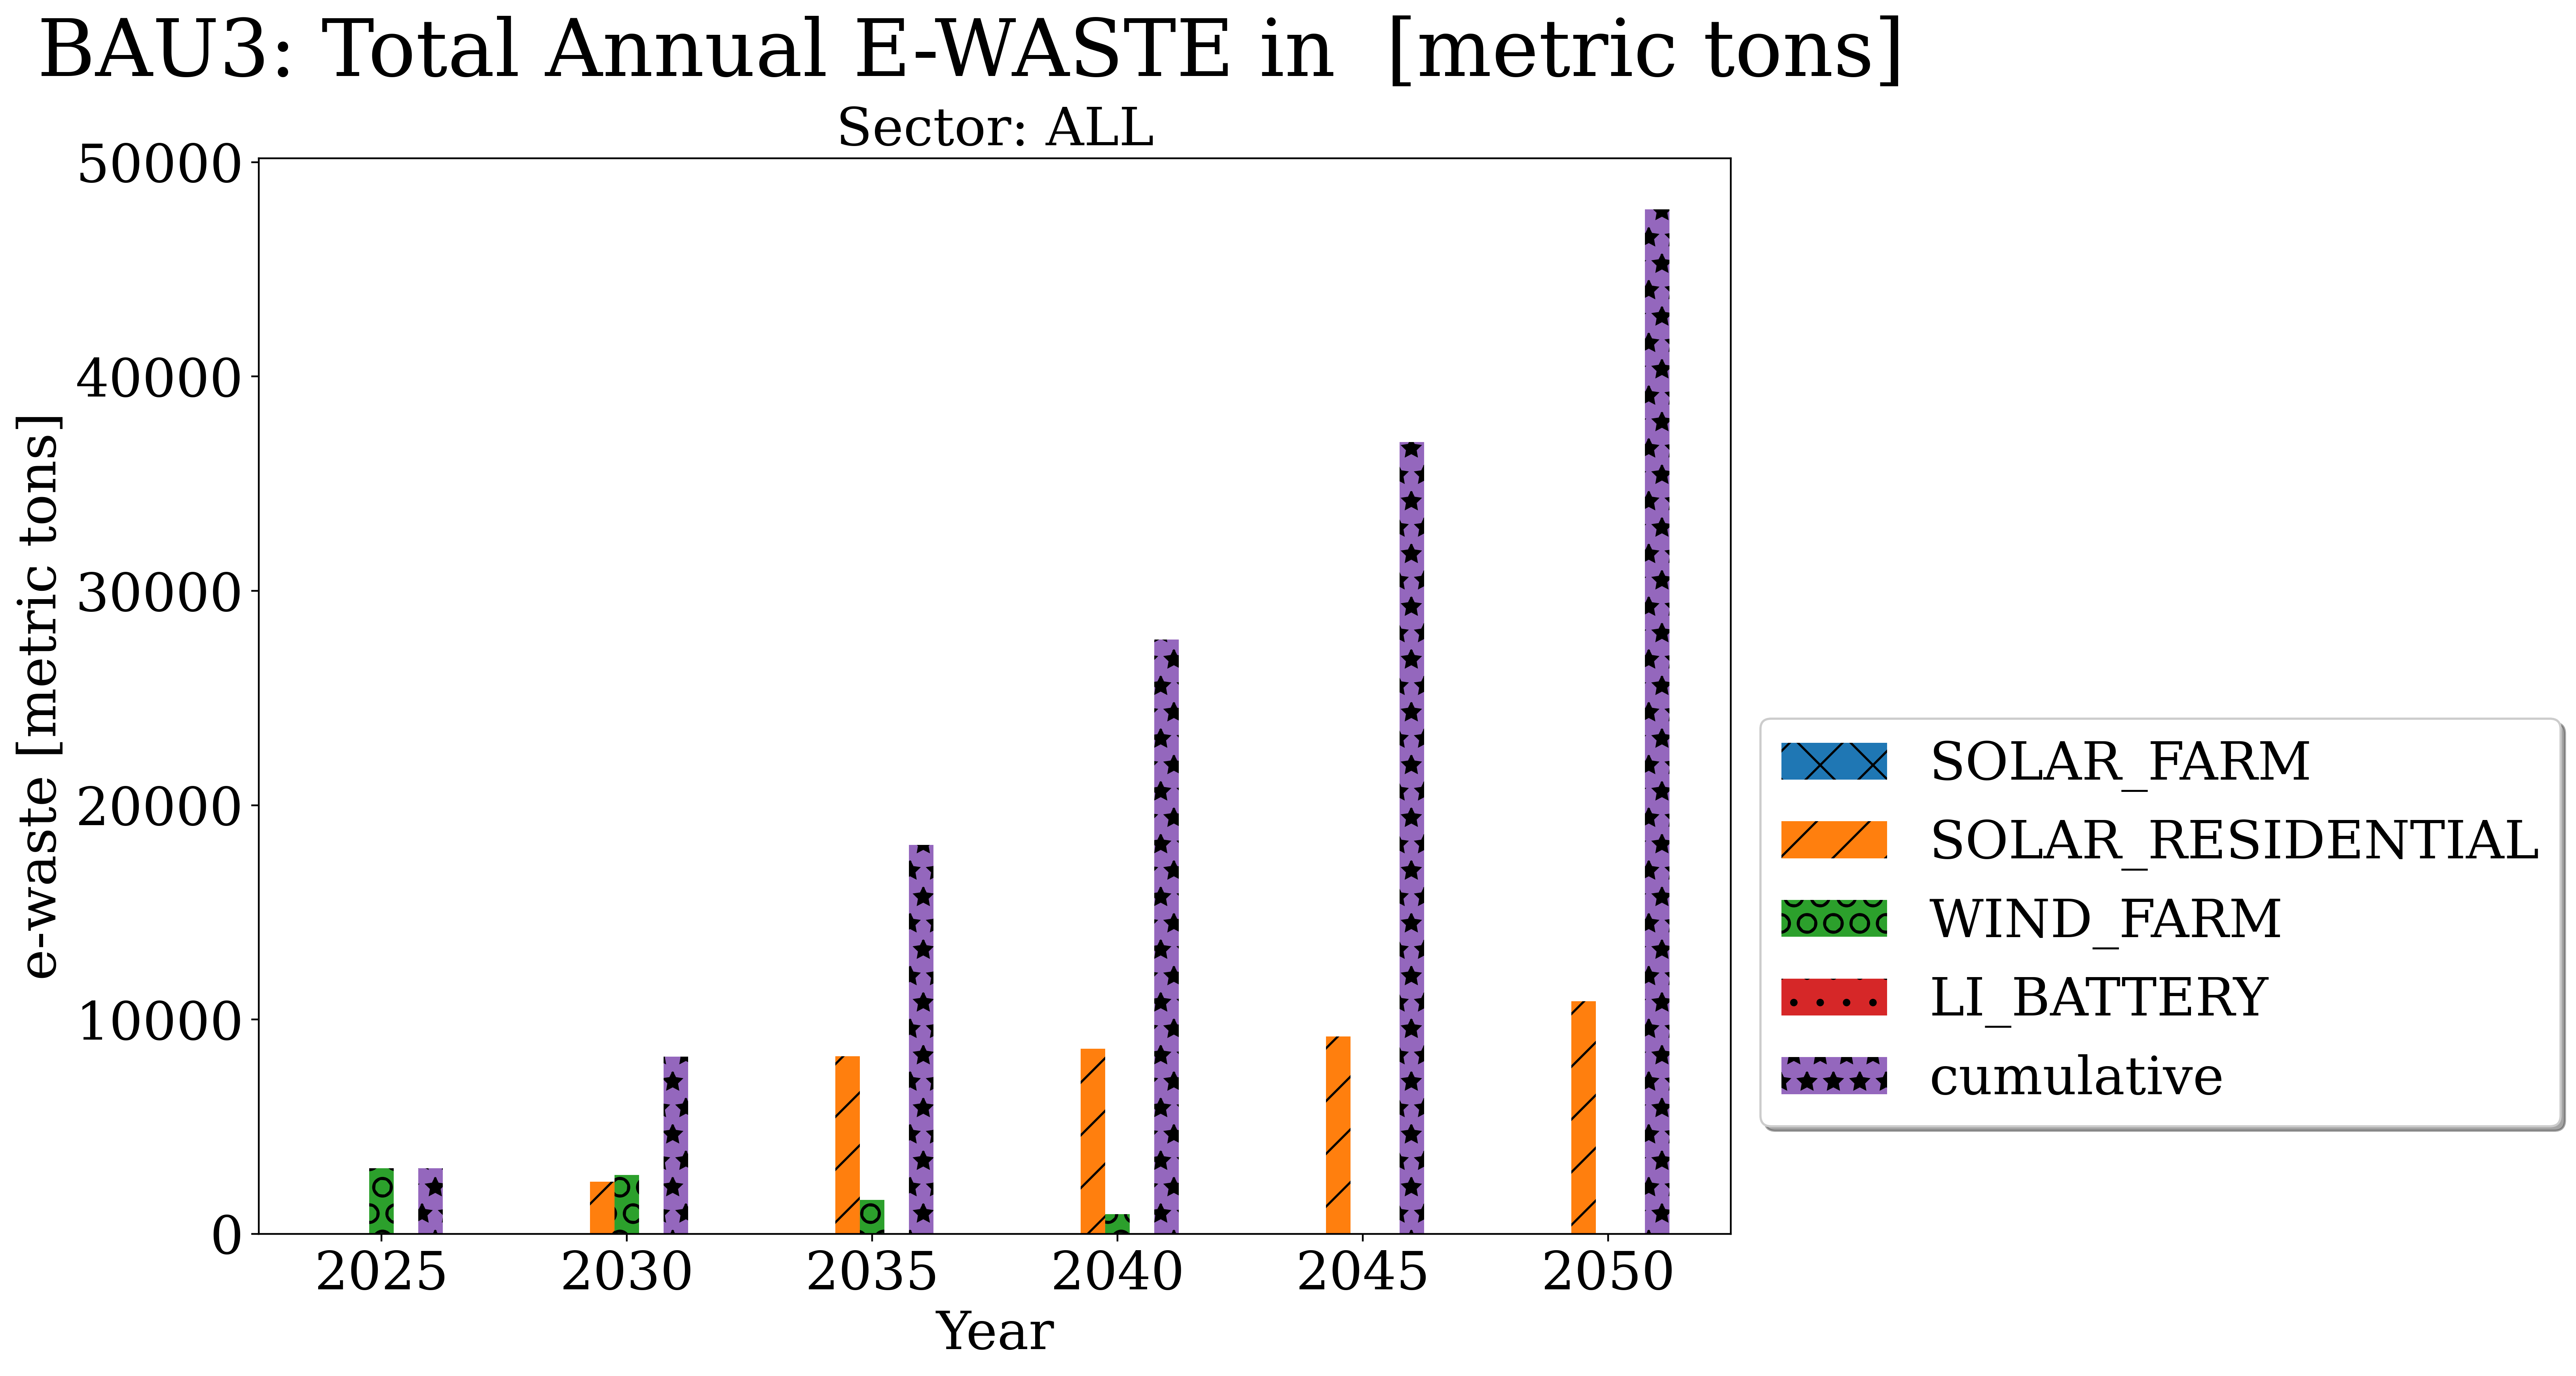 BAU3: Total Annual E-WASTE in  [metric tons]
Sector: ALL
50000
40000
30000
20000
10000
0
e-waste [metric tons]
2025 2030 2035 2040 2045 2050
Year
SOLAR_FARM
SOLAR_RESIDENTIAL
WIND_FARM
LI_BATTERY
cumulative